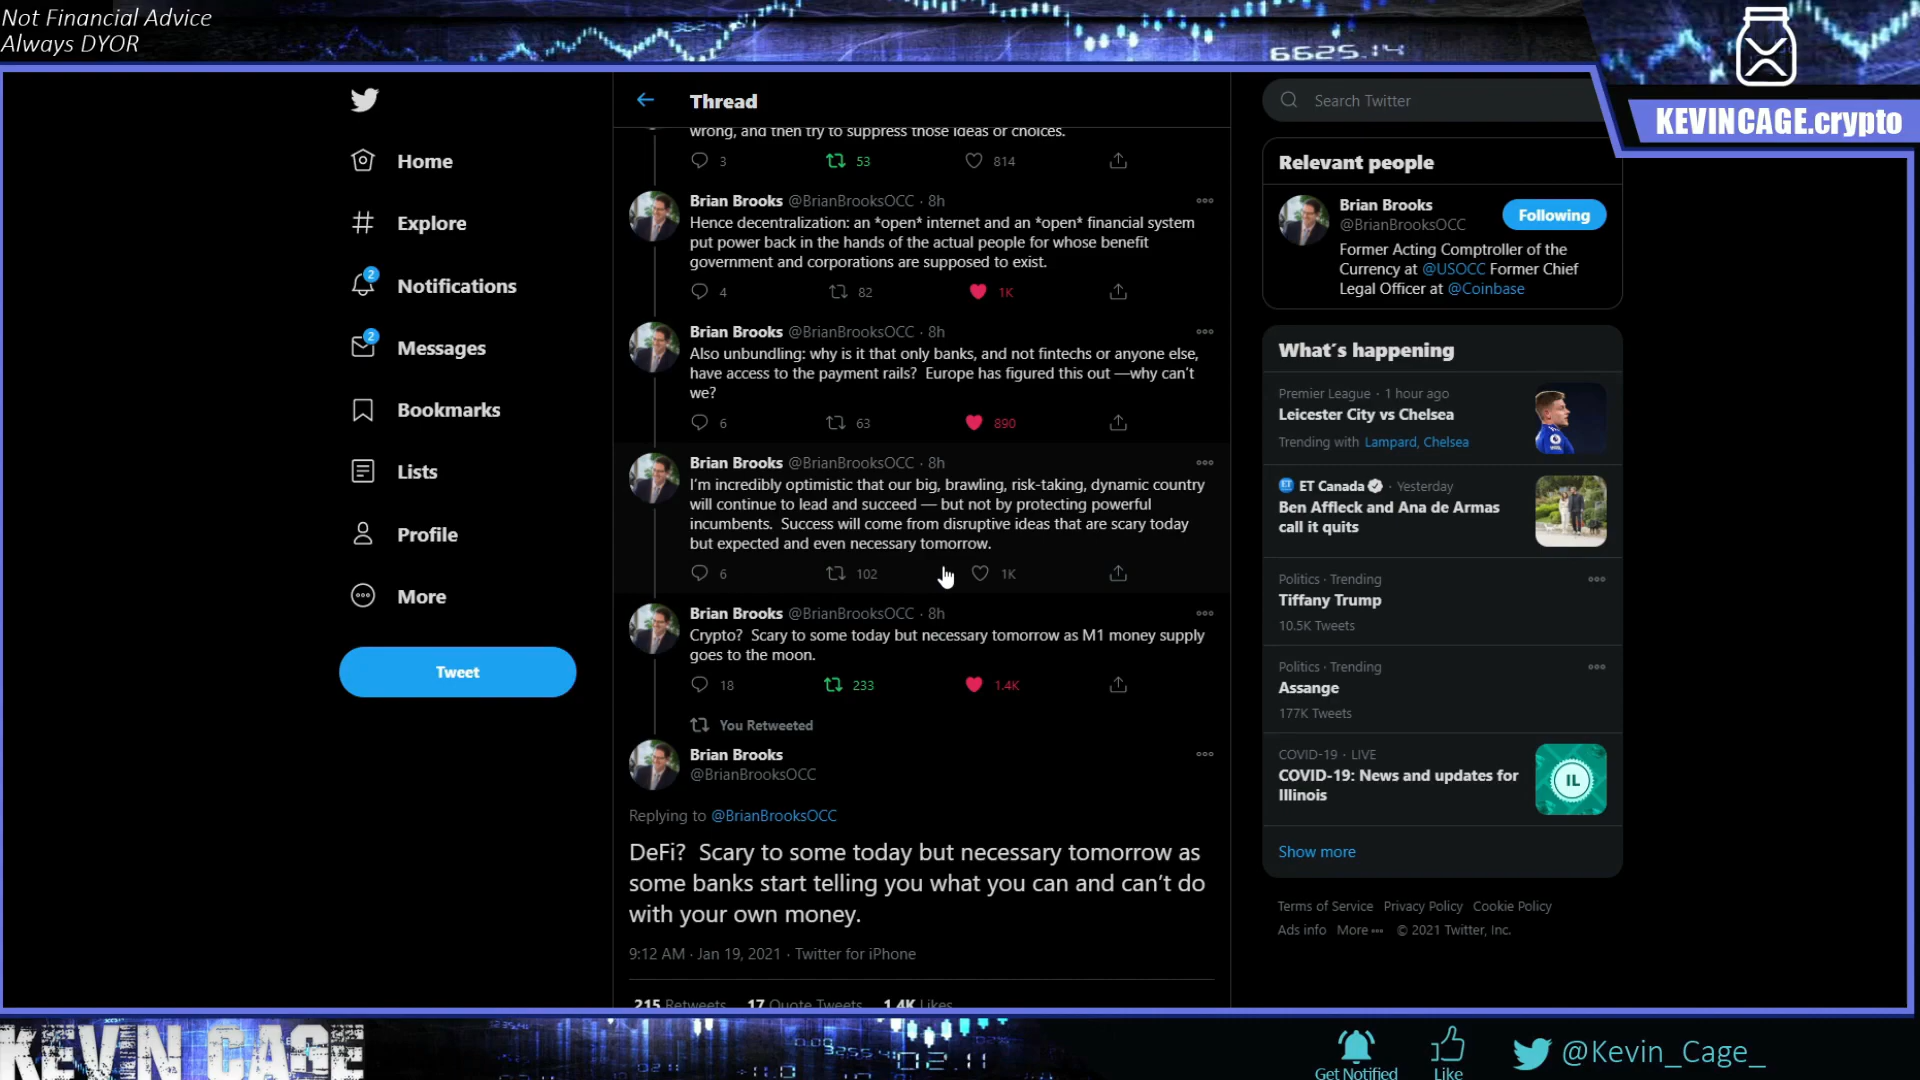 Not Financial Advice
Always DYOR
6625.14
KEVINCAGE.crypto
Home
Explore
2
Notifications
2
Messages
Bookmarks
Lists
Profile
More
Tweet
Thread
wrong, and then try to suppress those ideas or choices.
3 53 814
Brian Brooks @BrianBrooksOCC · 8h
Hence decentralization: an *open* internet and an *open* financial system
put power back in the hands of the actual people for whose benefit
government and corporations are supposed to exist.
4 82 1K
Brian Brooks @BrianBrooksOCC · 8h
Also unbundling: why is it that only banks, and not fintechs or anyone else,
have access to the payment rails? Europe has figured this out —why can't
we?
6 63 890
Brian Brooks @BrianBrooksOCC · 8h
I'm incredibly optimistic that our big, brawling, risk-taking, dynamic country
will continue to lead and succeed — but not by protecting powerful
incumbents. Success will come from disruptive ideas that are scary today
but expected and even necessary tomorrow.
6 102 1K
Brian Brooks @BrianBrooksOCC · 8h
Crypto? Scary to some today but necessary tomorrow as M1 money supply
goes to the moon.
18 233 1.4K
You Retweeted
Brian Brooks
@BrianBrooksOCC
Replying to @BrianBrooksOCC
DeFi? Scary to some today but necessary tomorrow as
some banks start telling you what you can and can't do
with your own money.
9:12 AM · Jan 19, 2021 · Twitter for iPhone
215 Retweets 17 Quote Tweets 1.4K Likes
Search Twitter
Relevant people
Brian Brooks
@BrianBrooksOCC
Following
Former Acting Comptroller of the
Currency at @USOCC Former Chief
Legal Officer at @Coinbase
What's happening
Premier League · 1 hour ago
Leicester City vs Chelsea
Trending with Lampard, Chelsea
ET Canada · Yesterday
Ben Affleck and Ana de Armas
call it quits
Politics · Trending
Tiffany Trump
10.5K Tweets
Politics · Trending
Assange
177K Tweets
COVID-19 · LIVE
COVID-19: News and updates for
Illinois
IL
Show more
Terms of Service Privacy Policy Cookie Policy
Ads info More © 2021 Twitter, Inc.
KEVIN CAGE
02.11
Get Notified
Like
@Kevin_Cage_